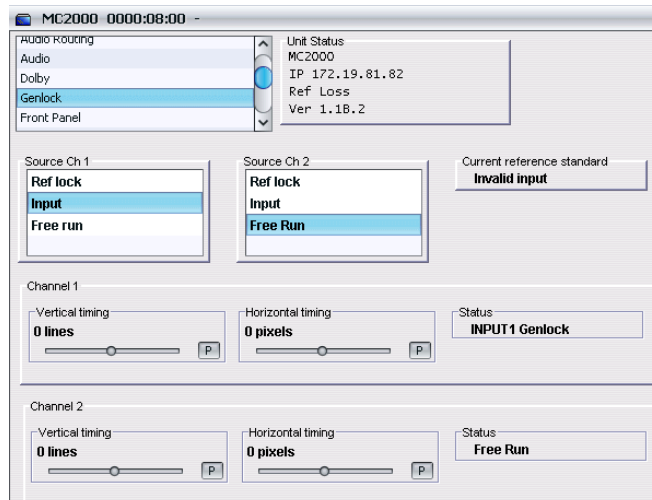 MC2000 0000:08:00 -
Audio Routing
Audio
Dolby
Genlock
Front Panel
Unit Status
MC2000
IP 172.19.81.82
Ref Loss
Ver 1.1B.2
Source Ch 1
Ref lock
Input
Free run
Source Ch 2
Ref lock
Input
Free Run
Current reference standard
Invalid input
Channel 1
Vertical timing
0 lines
P
Horizontal timing
0 pixels
P
Status
INPUT1 Genlock
Channel 2
Vertical timing
0 lines
P
Horizontal timing
0 pixels
P
Status
Free Run